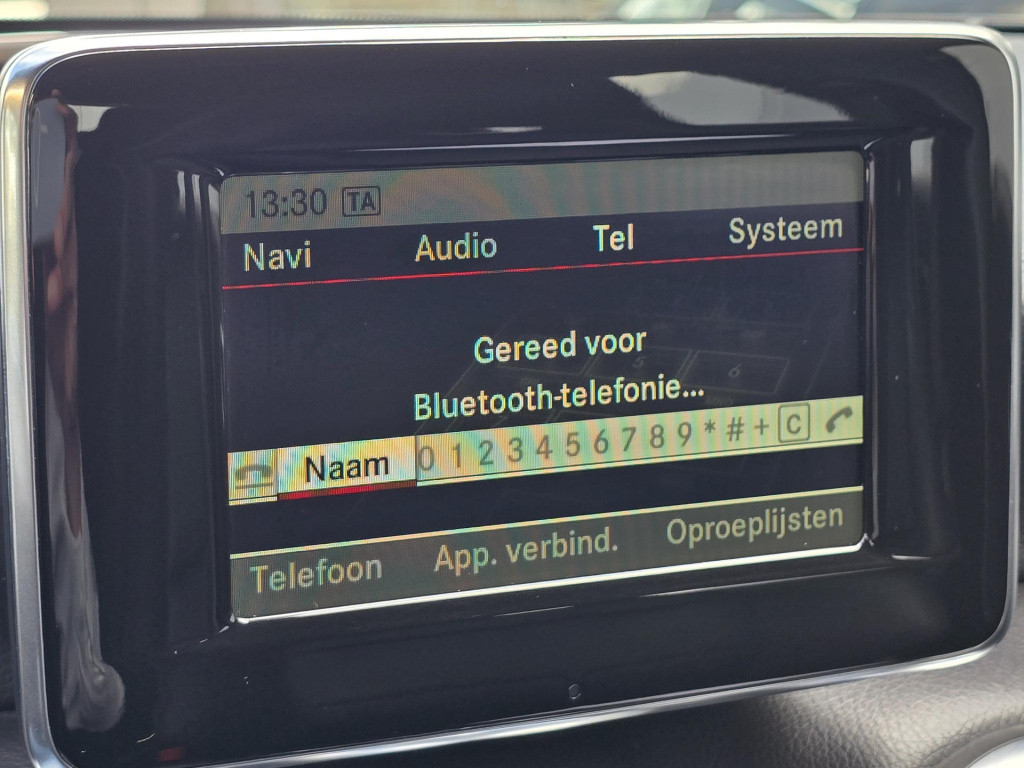 13:30 TA
Navi Audio Tel Systeem
Gereed voor
Bluetooth-telefonie...
Naam 0 1 2 3 4 5 6 7 8 9 * # + C
Telefoon App. verbind. Oproeplijsten